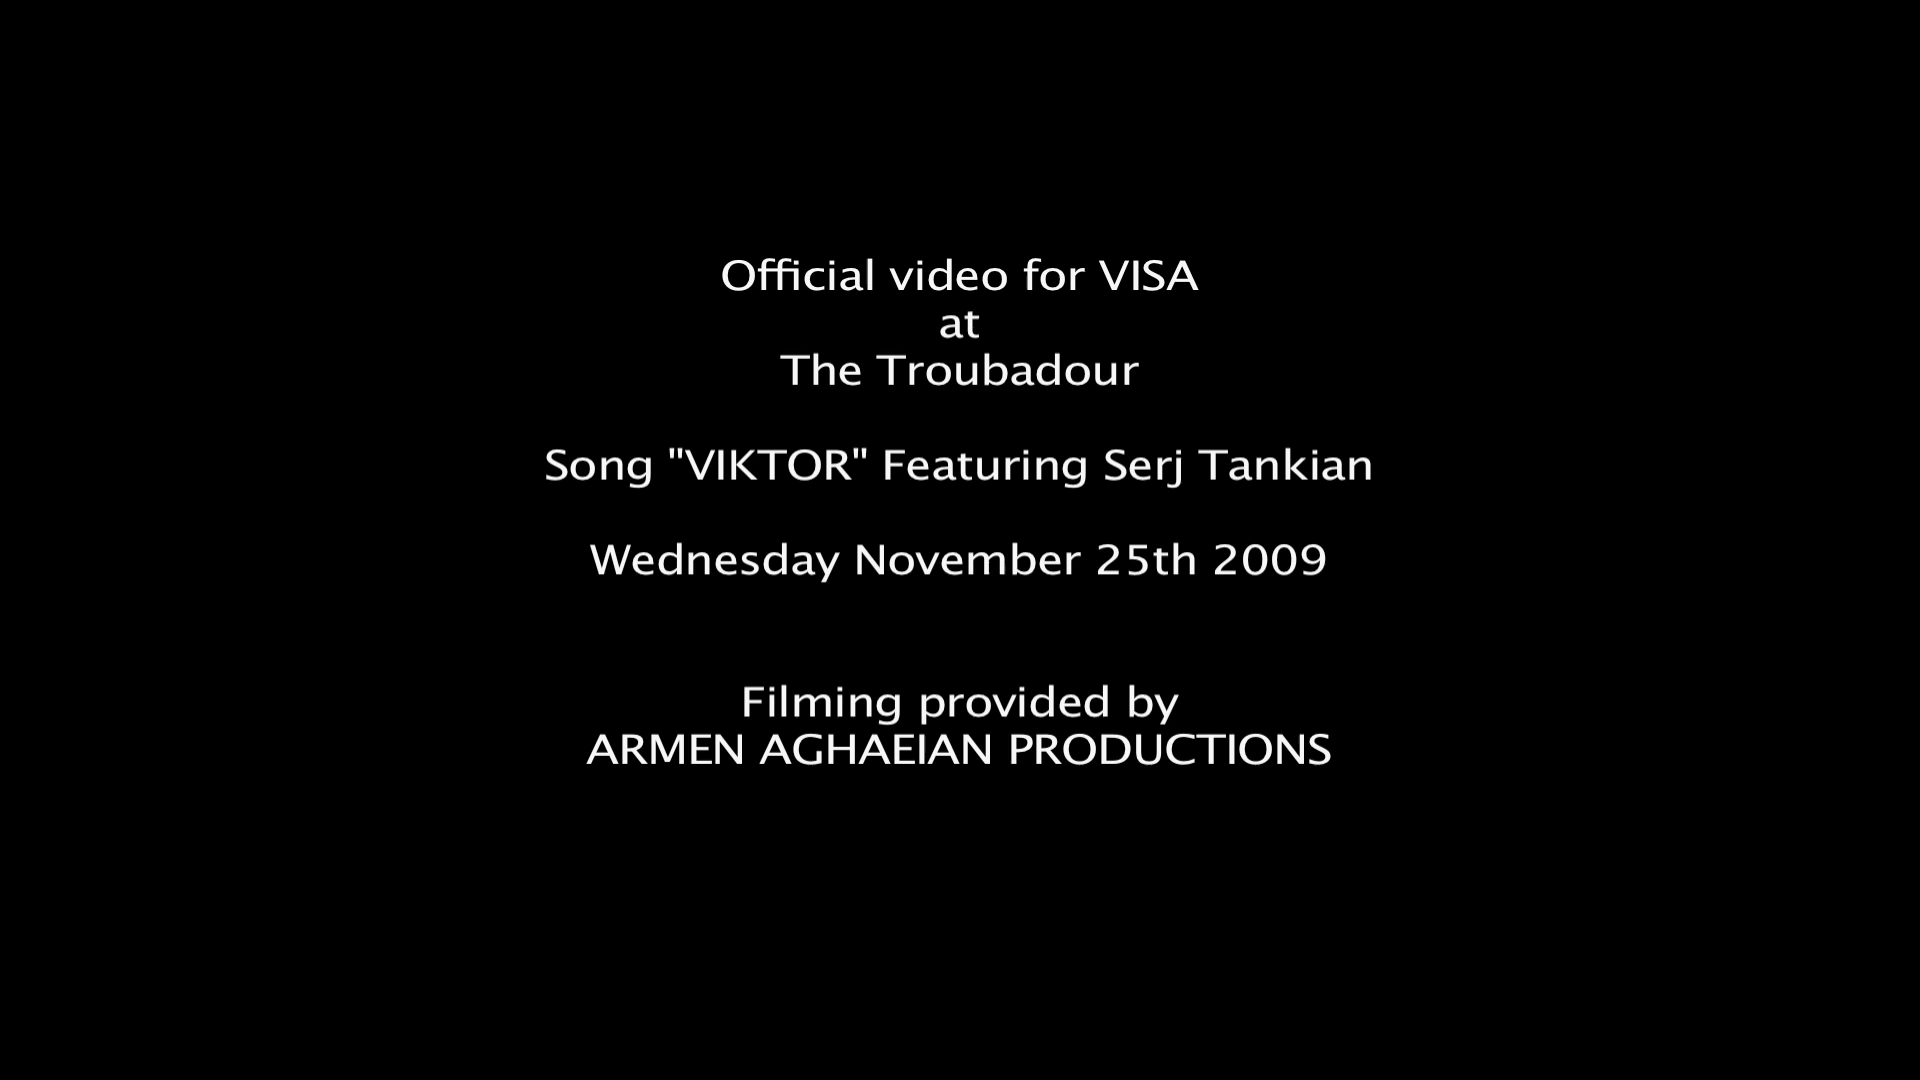 Official video for VISA
at
The Troubadour
Song "VIKTOR" Featuring Serj Tankian
Wednesday November 25th 2009
Filming provided by
ARMEN AGHAEIAN PRODUCTIONS